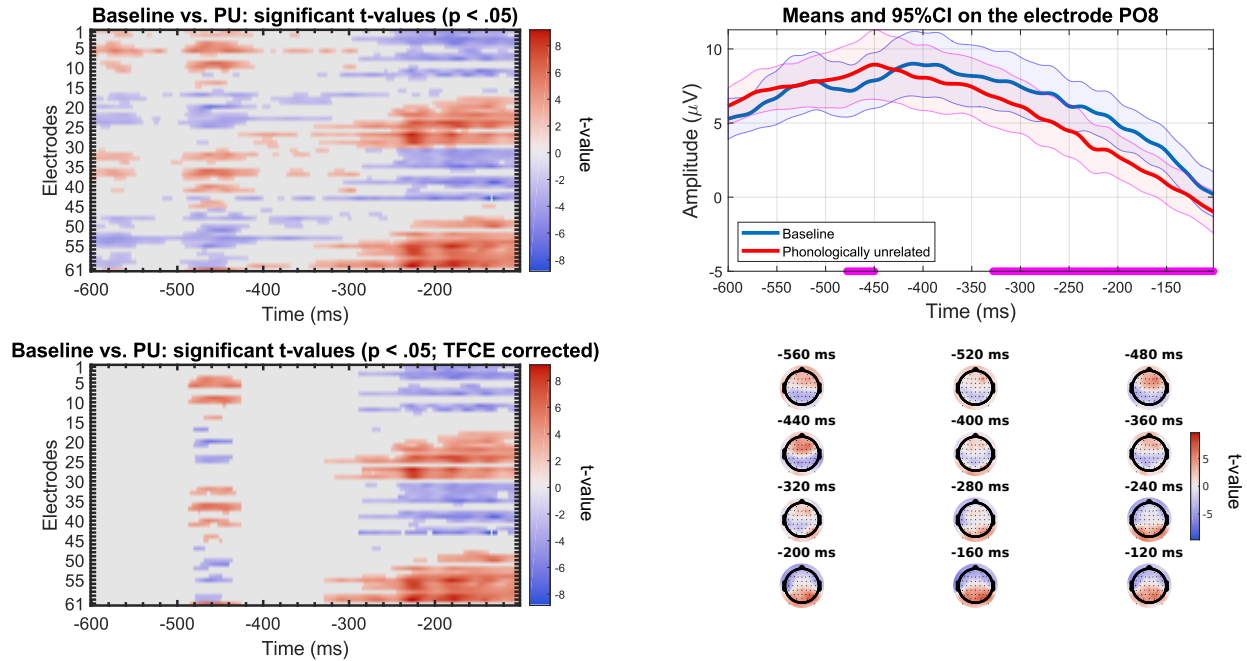 Baseline vs. PU: significant t-values (p < .05)
Electrodes
1
5
10
15
20
25
30
35
40
45
50
55
61
-600
-500
-400
-300
-200
Time (ms)
8
6
4
2
0
-2
-4
-6
-8
t-value
Means and 95%CI on the electrode PO8
Amplitude (μV)
10
5
0
-5
Baseline
Phonologically unrelated
-600
-550
-500
-450
-400
-350
-300
-250
-200
-150
Time (ms)
Baseline vs. PU: significant t-values (p < .05; TFCE corrected)
Electrodes
1
5
10
15
20
25
30
35
40
45
50
55
61
-600
-500
-400
-300
-200
Time (ms)
8
6
4
2
0
-2
-4
-6
-8
t-value
-560 ms
-520 ms
-480 ms
-440 ms
-400 ms
-360 ms
-320 ms
-280 ms
-240 ms
-200 ms
-160 ms
-120 ms
5
0
-5
t-value